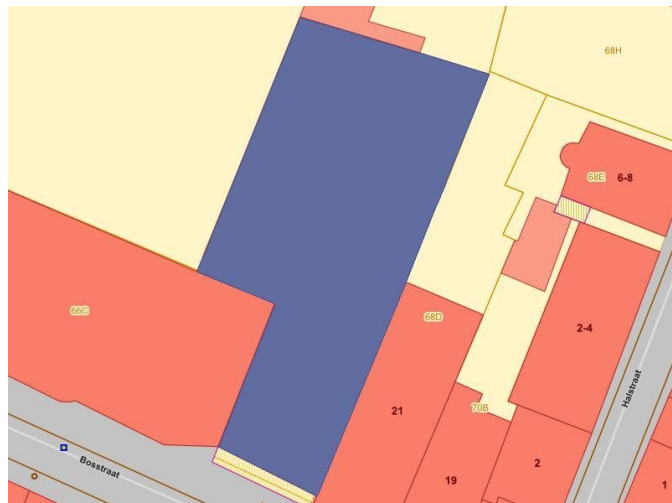 68H
68E
6-8
66C
68D
2-4
21
70B
Halstraat
Bosstraat
19
2
1